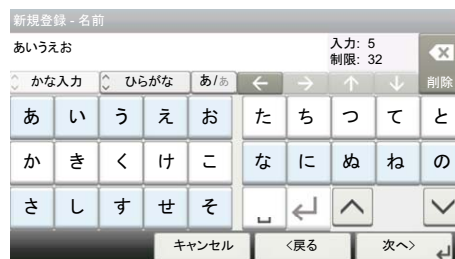 新規登録 - 名前
あいうえお
入力: 5
制限: 32
かな入力 ひらがな あ/あ ← → ↑ ↓ 削除
あ い う え お た ち つ て と
か き く け こ な に ぬ ね の
さ し す せ そ
キャンセル <戻る 次へ>